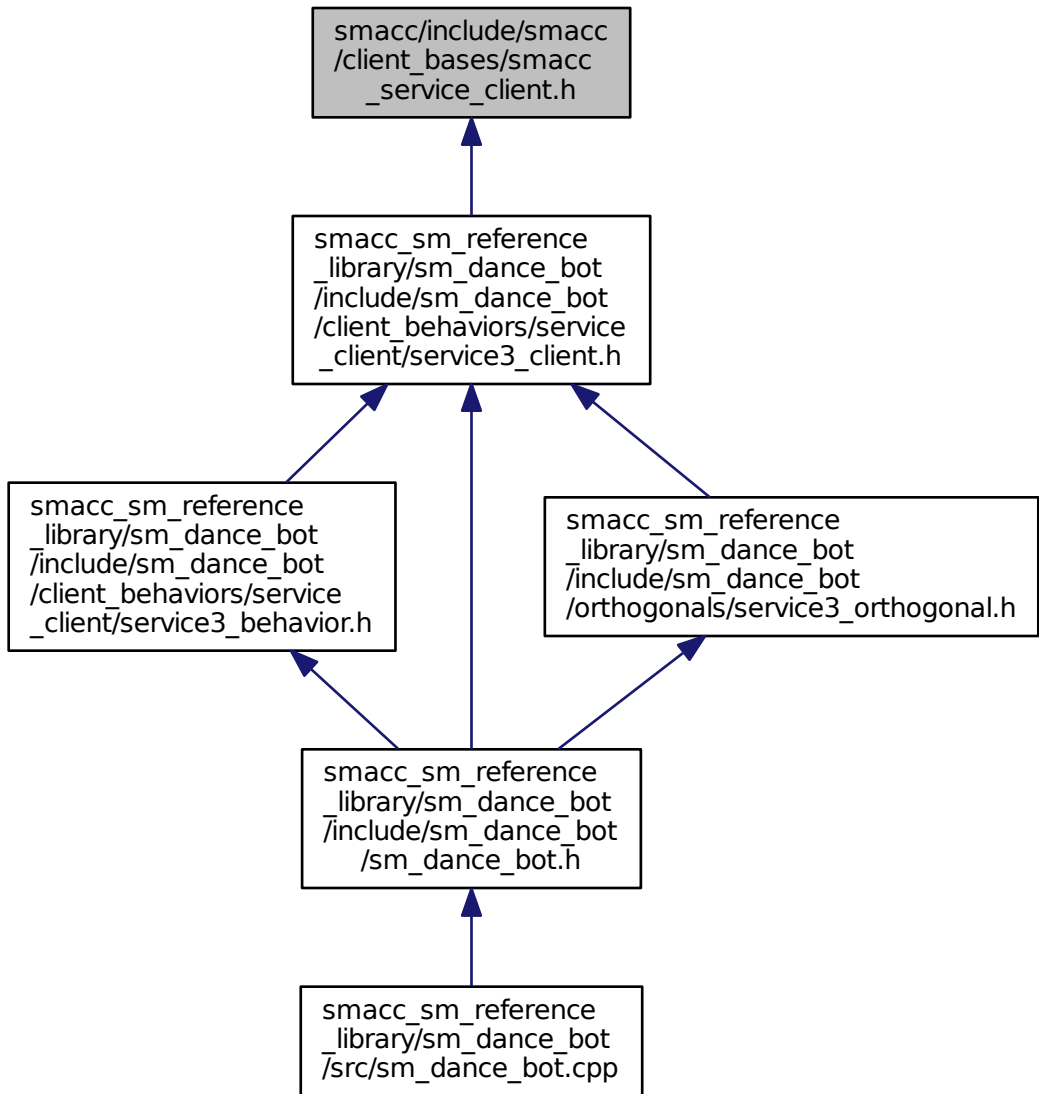 smacc/include/smacc
/client_bases/smacc
_service_client.h
smacc_sm_reference
_library/sm_dance_bot
/include/sm_dance_bot
/client_behaviors/service
_client/service3_client.h
smacc_sm_reference
_library/sm_dance_bot
/include/sm_dance_bot
/client_behaviors/service
_client/service3_behavior.h
smacc_sm_reference
_library/sm_dance_bot
/include/sm_dance_bot
/orthogonals/service3_orthogonal.h
smacc_sm_reference
_library/sm_dance_bot
/include/sm_dance_bot
/sm_dance_bot.h
smacc_sm_reference
_library/sm_dance_bot
/src/sm_dance_bot.cpp